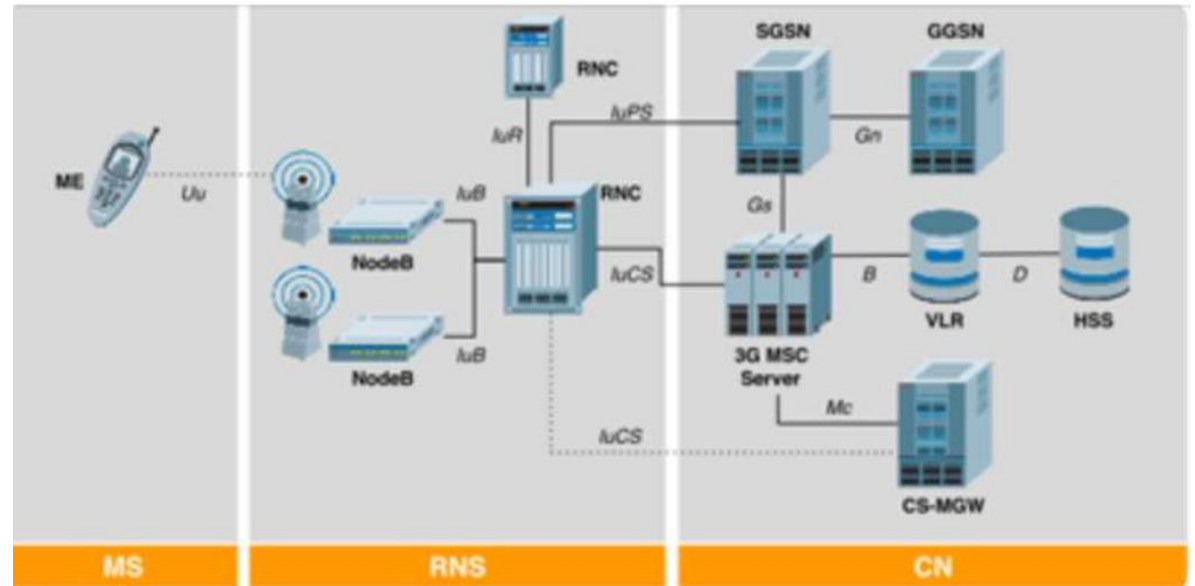 SGSN
GGSN
RNC
IuPS
IuR
Gn
ME
Uu
IuB
RNC
Gs
NodeB
IuCS
B
D
VLR
HSS
IuB
NodeB
3G MSC
Server
Mc
IuCS
CS-MGW
MS
RNS
CN